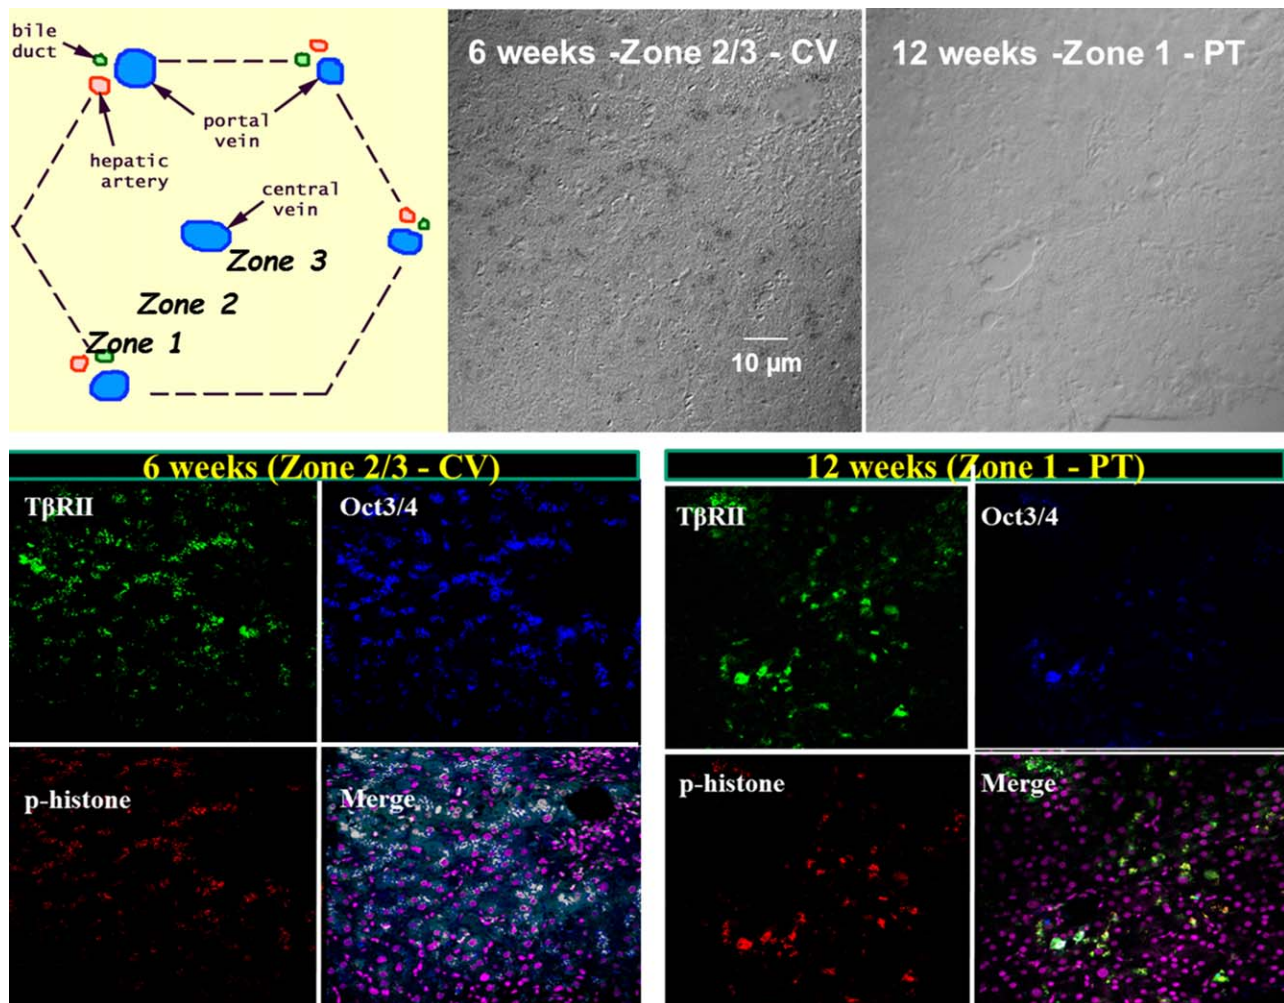 bile
duct
hepatic
artery
portal
vein
central
vein
Zone 3
Zone 2
Zone 1
6 weeks -Zone 2/3 - CV
10 µm
12 weeks -Zone 1 - PT
6 weeks (Zone 2/3 - CV)
TβRII
Oct3/4
p-histone
Merge
12 weeks (Zone 1 - PT)
TβRII
Oct3/4
p-histone
Merge